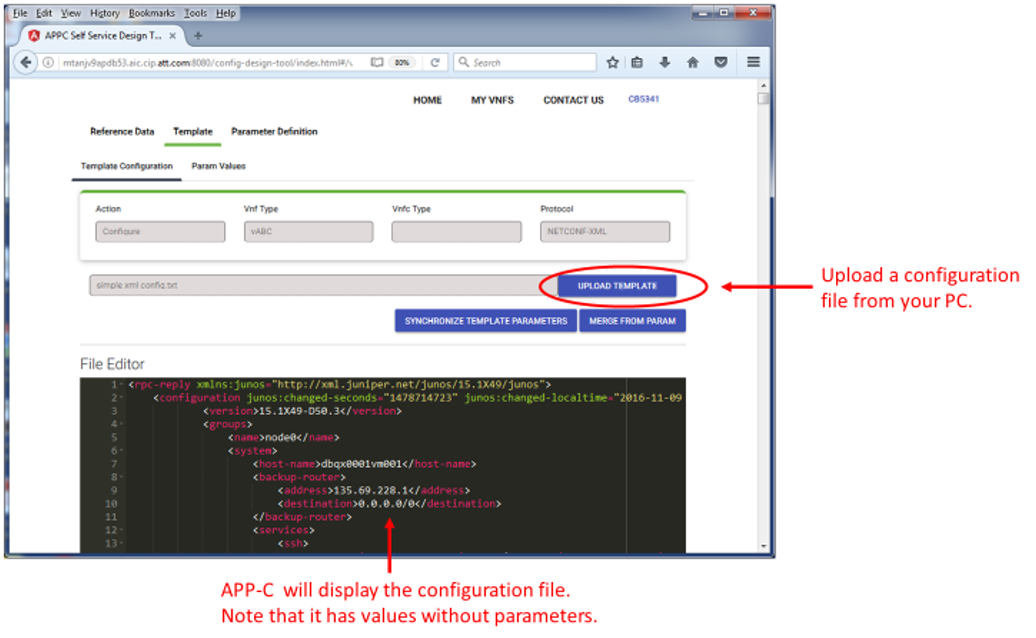 File Edit View History Bookmarks Tools Help
APPC Self Service Design T... × +
mtanjv9apdb53.aic.cip.att.com:8080/config-design-tool/index.html#/\ 80% Search
HOME MY VNFS CONTACT US CB5341
Reference Data Template Parameter Definition
Template Configuration Param Values
Action Vnf Type Vnfc Type Protocol
Configure vABC NETCONF-XML
simple xml config.txt UPLOAD TEMPLATE
Upload a configuration
file from your PC.
SYNCHRONIZE TEMPLATE PARAMETERS MERGE FROM PARAM
File Editor
1 <rpc-reply xmlns:junos="http://xml.juniper.net/junos/15.1X49/junos">
2 <configuration junos:changed-seconds="1478714723" junos:changed-localtime="2016-11-09
3 <version>15.1X49-D50.3</version>
4 <groups>
5 <name>node0</name>
6 <system>
7 <host-name>dbqx0001vm001</host-name>
8 <backup-router>
9 <address>135.69.228.1</address>
10 <destination>0.0.0.0/0</destination>
11 </backup-router>
12 <services>
13 <ssh>
APP-C will display the configuration file.
Note that it has values without parameters.